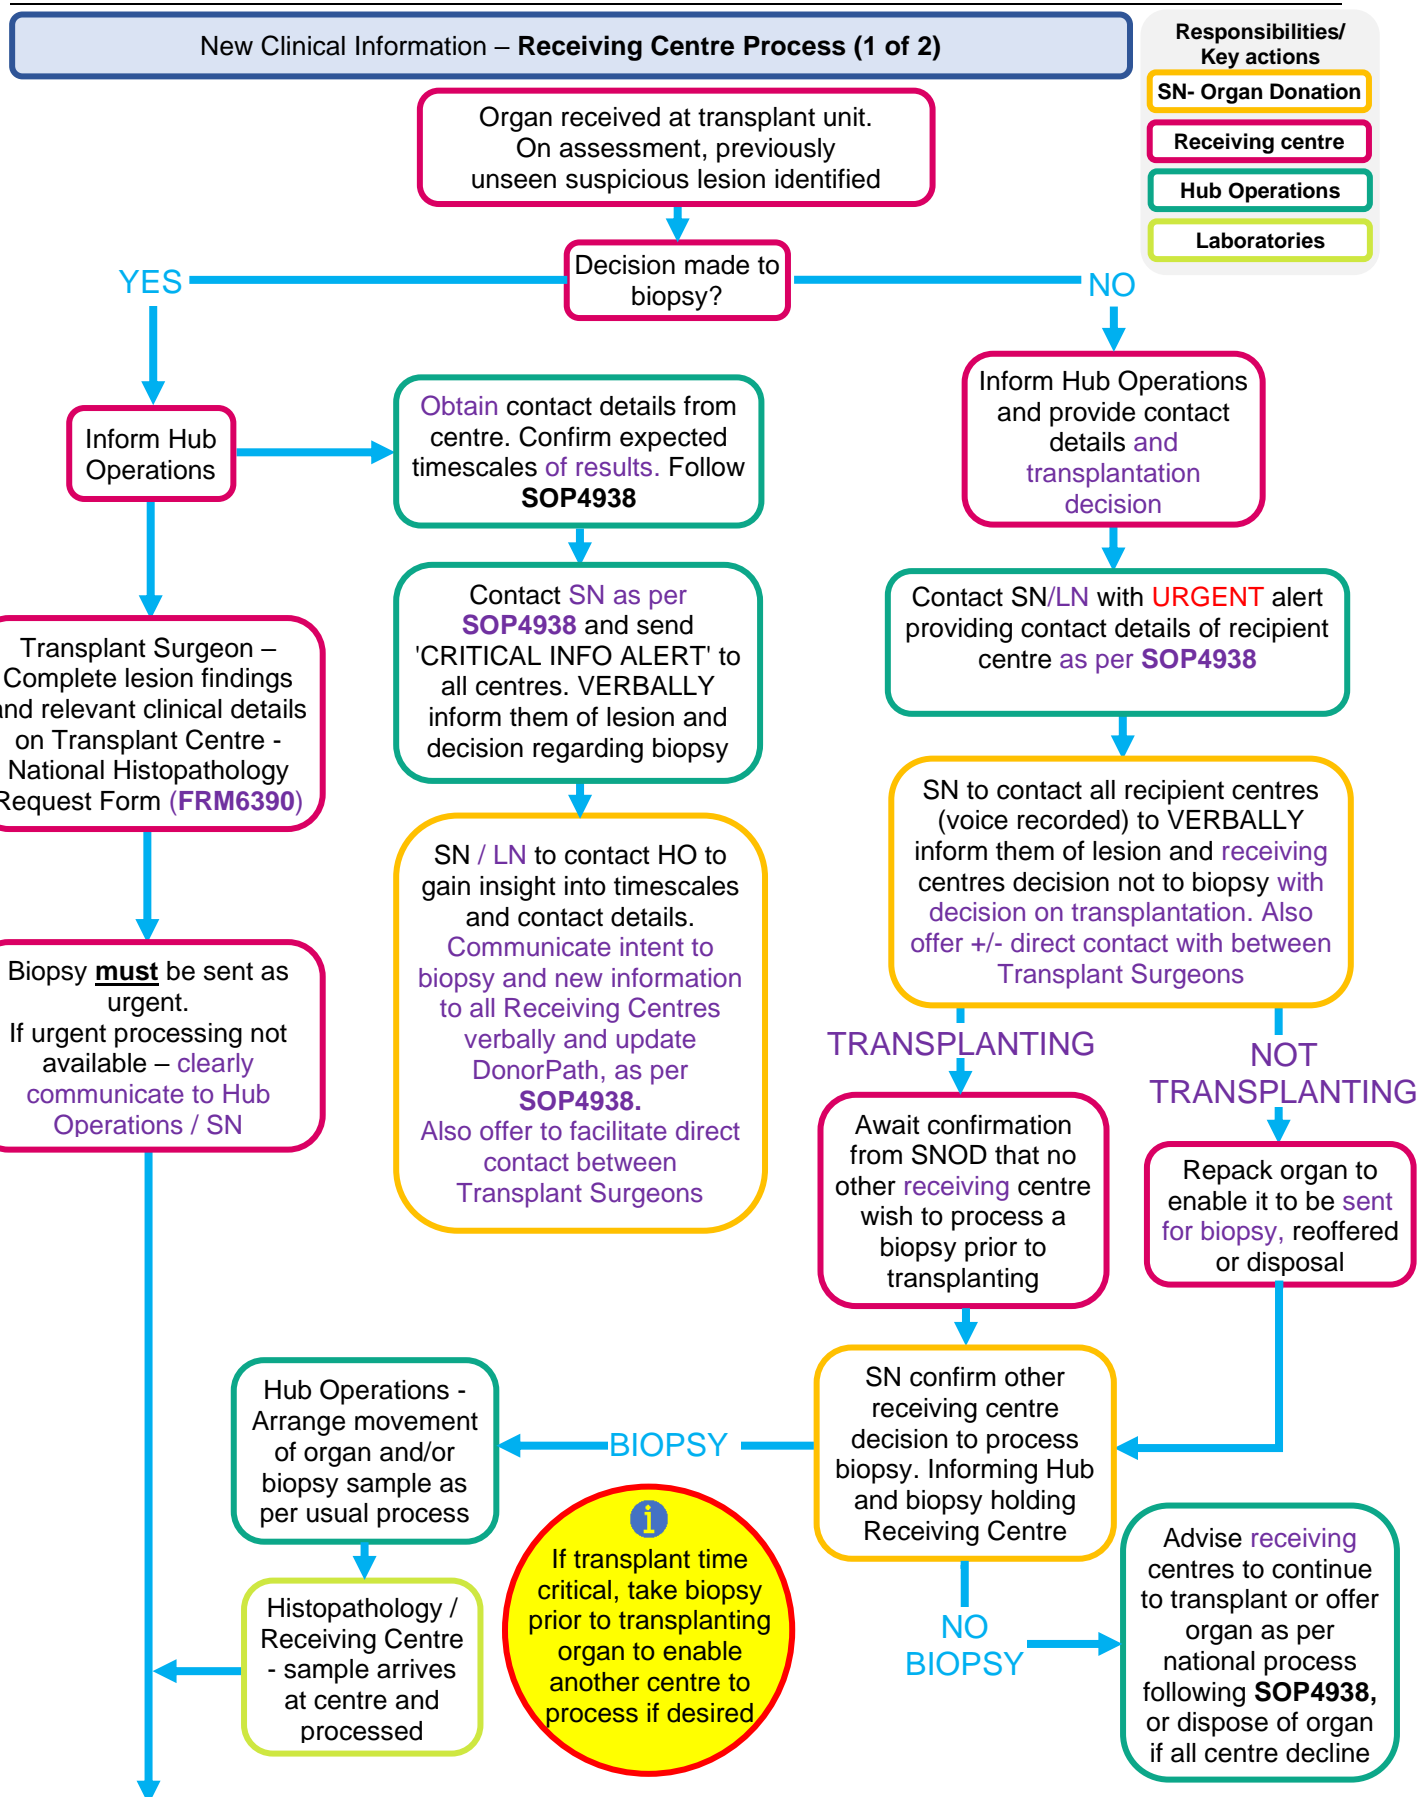 New Clinical Information – Receiving Centre Process (1 of 2)
Responsibilities/
Key actions
SN- Organ Donation
Receiving centre
Hub Operations
Laboratories
Organ received at transplant unit.
On assessment, previously
unseen suspicious lesion identified
Decision made to
biopsy?
YES
NO
Inform Hub
Operations
Obtain contact details from
centre. Confirm expected
timescales of results. Follow
SOP4938
Inform Hub Operations
and provide contact
details and
transplantation
decision
Contact SN as per
SOP4938 and send
'CRITICAL INFO ALERT' to
all centres. VERBALLY
inform them of lesion and
decision regarding biopsy
Contact SN/LN with URGENT alert
providing contact details of recipient
centre as per SOP4938
Transplant Surgeon –
Complete lesion findings
and relevant clinical details
on Transplant Centre -
National Histopathology
Request Form (FRM6390)
SN / LN to contact HO to
gain insight into timescales
and contact details.
Communicate intent to
biopsy and new information
to all Receiving Centres
verbally and update
DonorPath, as per
SOP4938.
Also offer to facilitate direct
contact between
Transplant Surgeons
SN to contact all recipient centres
(voice recorded) to VERBALLY
inform them of lesion and receiving
centres decision not to biopsy with
decision on transplantation. Also
offer +/- direct contact with between
Transplant Surgeons
Biopsy must be sent as
urgent.
If urgent processing not
available – clearly
communicate to Hub
Operations / SN
TRANSPLANTING
NOT
TRANSPLANTING
Await confirmation
from SNOD that no
other receiving centre
wish to process a
biopsy prior to
transplanting
Repack organ to
enable it to be sent
for biopsy, reoffered
or disposal
SN confirm other
receiving centre
decision to process
biopsy. Informing Hub
and biopsy holding
Receiving Centre
BIOPSY
Hub Operations -
Arrange movement
of organ and/or
biopsy sample as
per usual process
i
If transplant time
critical, take biopsy
prior to transplanting
organ to enable
another centre to
process if desired
Histopathology /
Receiving Centre
- sample arrives
at centre and
processed
NO
BIOPSY
Advise receiving
centres to continue
to transplant or offer
organ as per
national process
following SOP4938,
or dispose of organ
if all centre decline